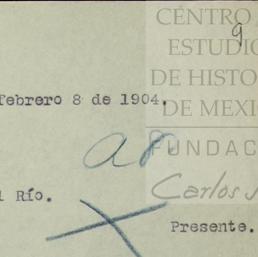 CENTRO
ESTUDIO
DE HISTO
DE MEXI
FUNDAC
Carlos S
9
febrero 8 de 1904.
l Río.
Presente.